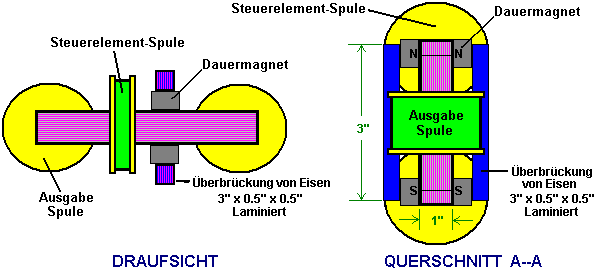 Steuerelement-Spule
Dauermagnet
Ausgabe
Spule
Überbrückung von Eisen
3" x 0.5" x 0.5"
Laminiert
DRAUFSICHT
Steuerelement-Spule
Dauermagnet
N
N
Ausgabe
Spule
3"
S
S
1"
Überbrückung
von Eisen
3" x 0.5" x 0.5"
Laminiert
QUERSCHNITT A--A